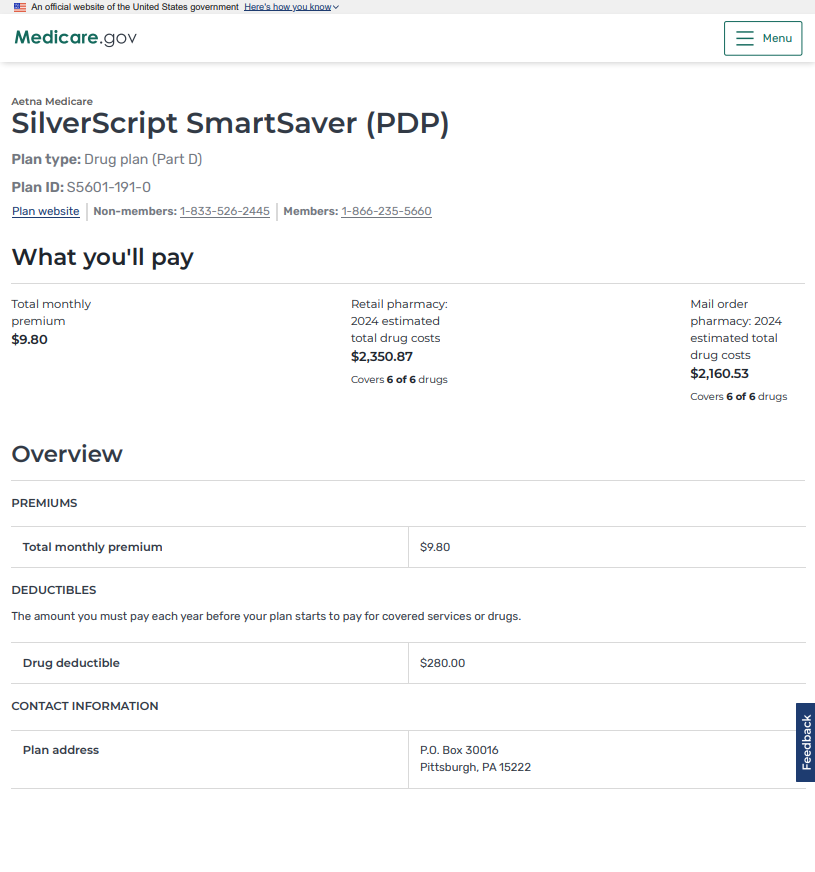 An official website of the United States government Here's how you know
Medicare.gov
Menu
Aetna Medicare
SilverScript SmartSaver (PDP)
Plan type: Drug plan (Part D)
Plan ID: S5601-191-0
Plan website Non-members: 1-833-526-2445 Members: 1-866-235-5660
What you'll pay
Total monthly
premium
$9.80
Retail pharmacy:
2024 estimated
total drug costs
$2,350.87
Covers 6 of 6 drugs
Mail order
pharmacy: 2024
estimated total
drug costs
$2,160.53
Covers 6 of 6 drugs
Overview
PREMIUMS
Total monthly premium $9.80
DEDUCTIBLES
The amount you must pay each year before your plan starts to pay for covered services or drugs.
Drug deductible $280.00
CONTACT INFORMATION
Plan address P.O. Box 30016
Pittsburgh, PA 15222
Feedback